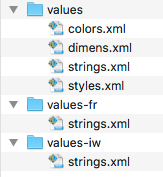 values
colors.xml
dimens.xml
strings.xml
styles.xml
values-fr
strings.xml
values-iw
strings.xml